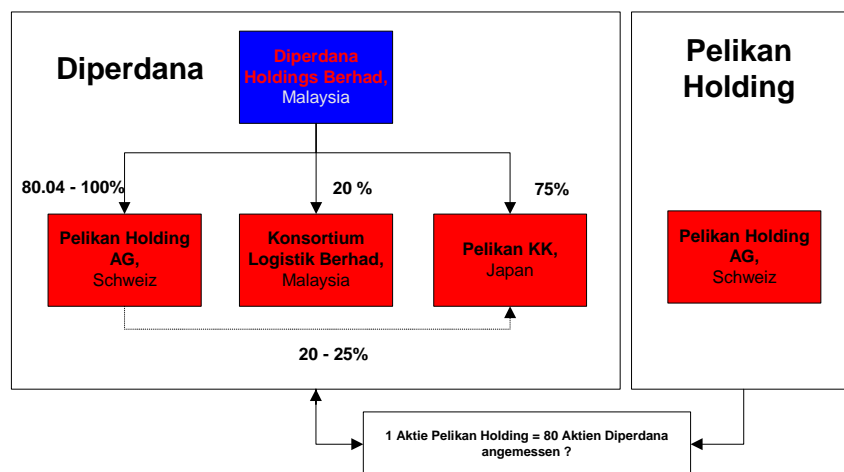 Diperdana
Diperdana
Holdings Berhad,
Malaysia
Pelikan
Holding
80.04 - 100%
20 %
75%
Pelikan Holding
AG,
Schweiz
Konsortium
Logistik Berhad,
Malaysia
Pelikan KK,
Japan
Pelikan Holding
AG,
Schweiz
20 - 25%
1 Aktie Pelikan Holding = 80 Aktien Diperdana
angemessen ?